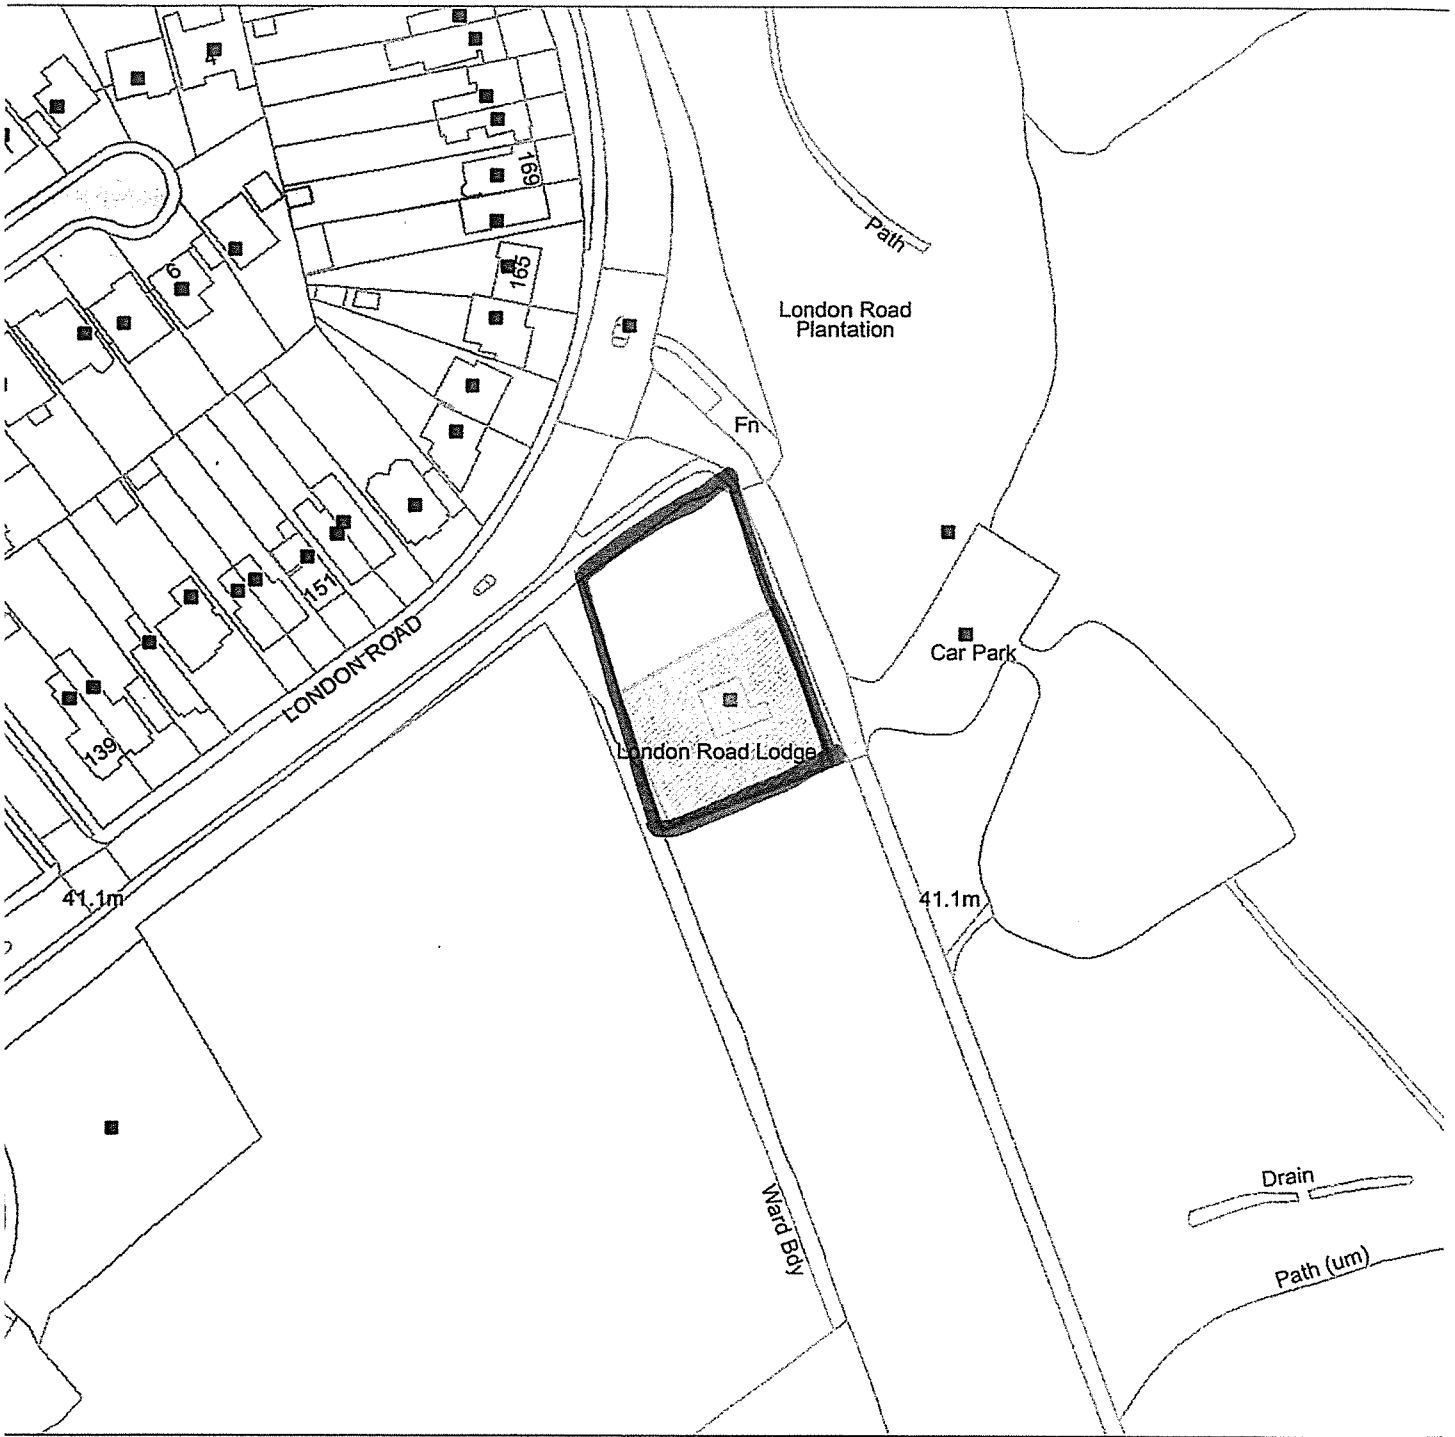 4
169
Path
165
6
London Road
Plantation
Fn
151
LONDON ROAD
Car Park
139
London Road Lodge
41.1m
41.1m
Drain
Ward Bdy
Path (um)